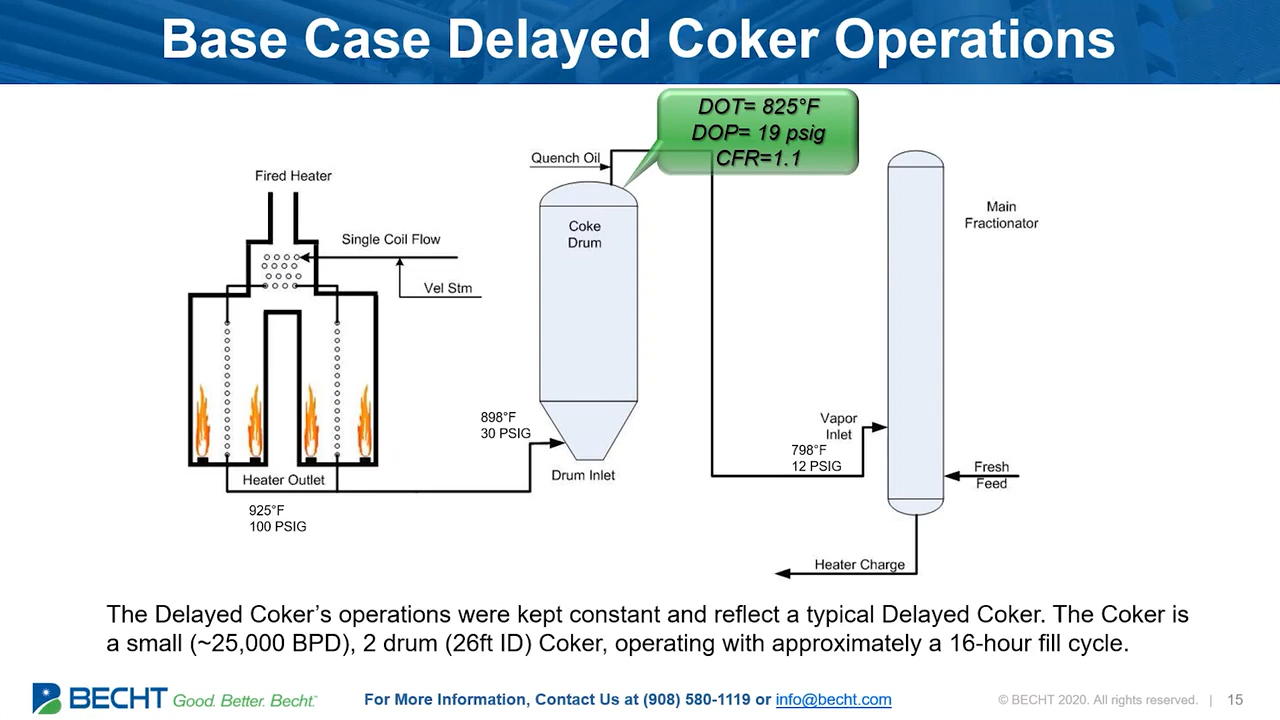 Base Case Delayed Coker Operations
DOT= 825°F
DOP= 19 psig
CFR=1.1
Quench Oil
Fired Heater
Coke
Drum
Main
Fractionator
Single Coil Flow
Vel Stm
898°F
30 PSIG
Vapor
Inlet
798°F
12 PSIG
Drum Inlet
Fresh
Feed
Heater Outlet
925°F
100 PSIG
Heater Charge
The Delayed Coker’s operations were kept constant and reflect a typical Delayed Coker. The Coker is
a small (~25,000 BPD), 2 drum (26ft ID) Coker, operating with approximately a 16-hour fill cycle.
BECHT Good. Better. Becht.™
For More Information, Contact Us at (908) 580-1119 or info@becht.com
© BECHT 2020. All rights reserved. | 15